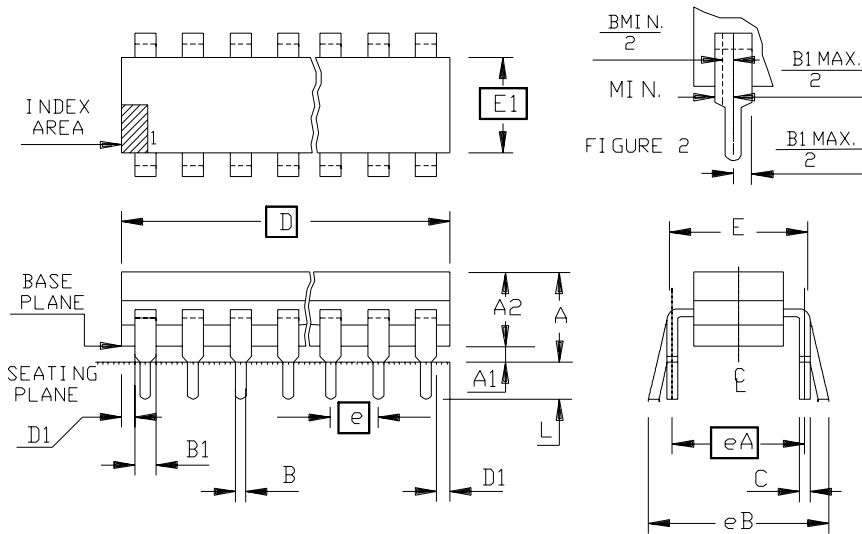 INDEX
AREA
1
E1
D
BMIN.
2
MIN.
B1 MAX.
2
FIGURE 2
B1 MAX.
2
BASE
PLANE
SEATING
PLANE
A2
A
A1
L
e
D1
B1
B
D1
E
C
L
eA
C
eB